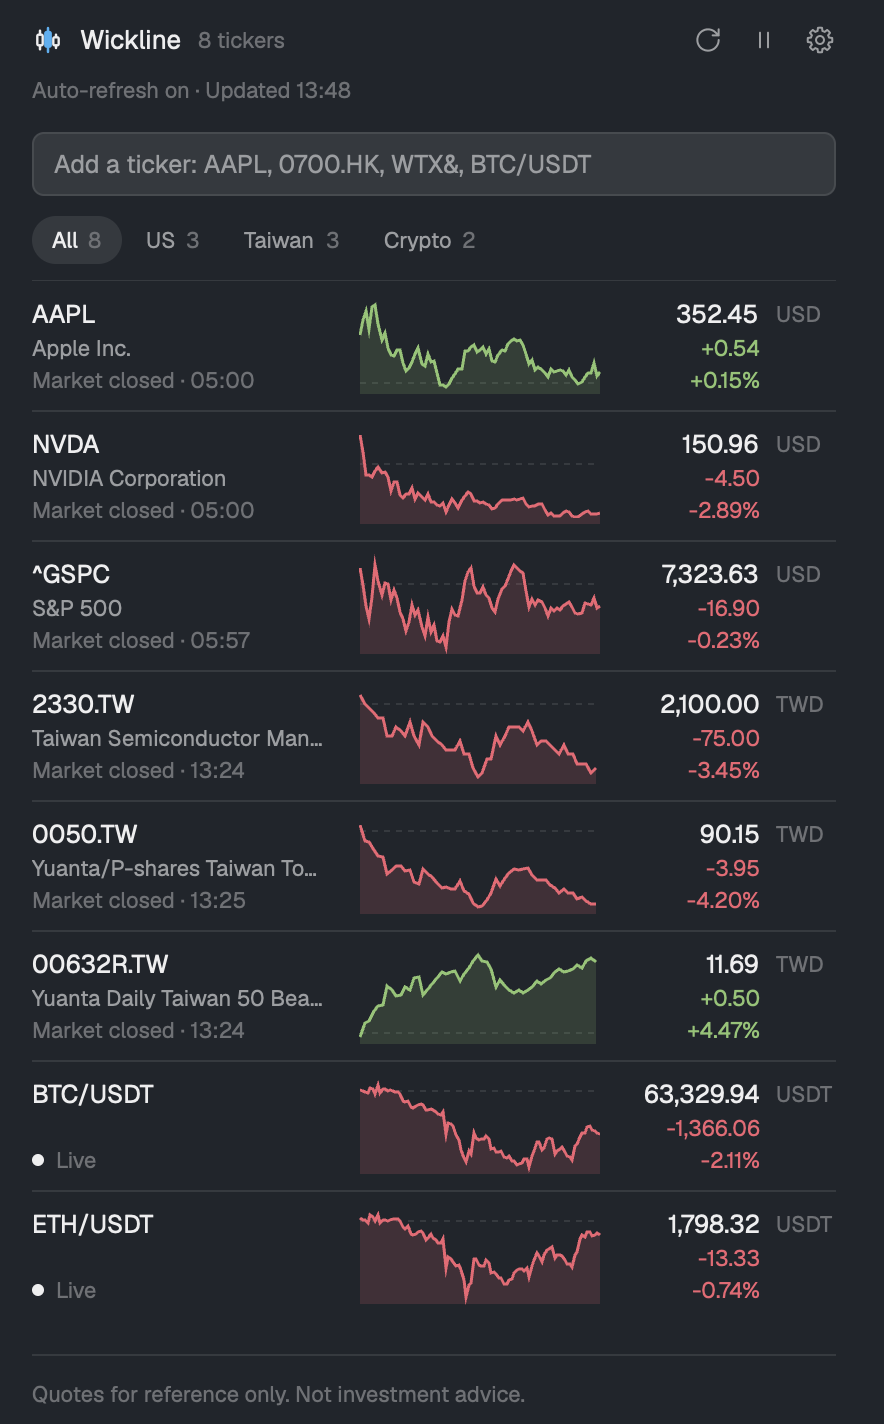 Wickline 8 tickers
Auto-refresh on · Updated 13:48
Add a ticker: AAPL, 0700.HK, WTX&, BTC/USDT
All 8 US 3 Taiwan 3 Crypto 2
AAPL 352.45 USD
Apple Inc. +0.54
Market closed · 05:00 +0.15%
NVDA 150.96 USD
NVIDIA Corporation -4.50
Market closed · 05:00 -2.89%
^GSPC 7,323.63 USD
S&P 500 -16.90
Market closed · 05:57 -0.23%
2330.TW 2,100.00 TWD
Taiwan Semiconductor Man... -75.00
Market closed · 13:24 -3.45%
0050.TW 90.15 TWD
Yuanta/P-shares Taiwan To... -3.95
Market closed · 13:25 -4.20%
00632R.TW 11.69 TWD
Yuanta Daily Taiwan 50 Bea... +0.50
Market closed · 13:24 +4.47%
BTC/USDT 63,329.94 USDT
-1,366.06
Live -2.11%
ETH/USDT 1,798.32 USDT
-13.33
Live -0.74%
Quotes for reference only. Not investment advice.